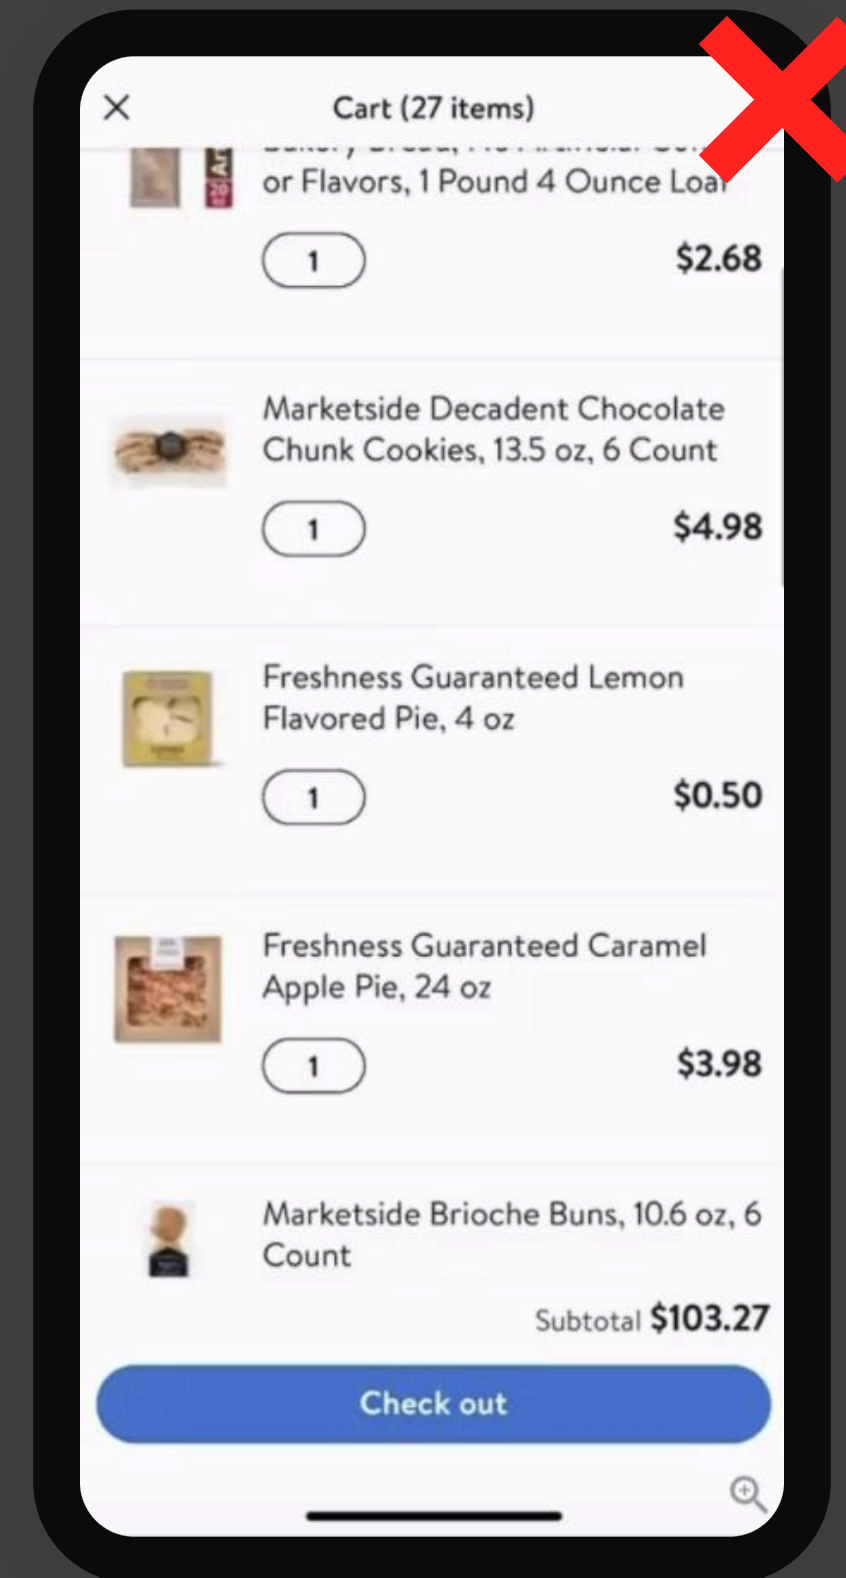 Cart (27 items)
or Flavors, 1 Pound 4 Ounce Loaf
1
$2.68
Marketside Decadent Chocolate
Chunk Cookies, 13.5 oz, 6 Count
1
$4.98
Freshness Guaranteed Lemon
Flavored Pie, 4 oz
1
$0.50
Freshness Guaranteed Caramel
Apple Pie, 24 oz
1
$3.98
Marketside Brioche Buns, 10.6 oz, 6
Count
Subtotal $103.27
Check out